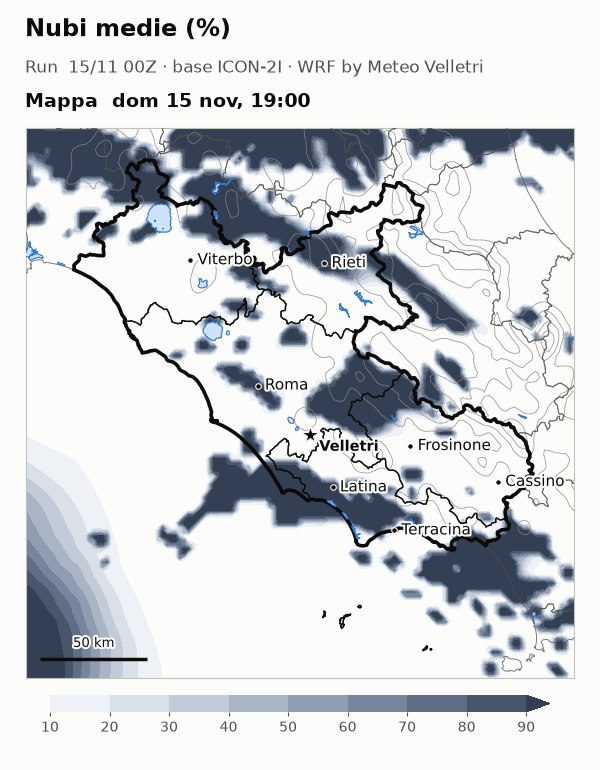 Nubi medie (%)
Run  15/11 00Z · base ICON-2I · WRF by Meteo Velletri
Mappa  dom 15 nov, 19:00
Viterbo
Rieti
Roma
Velletri
Frosinone
Latina
Cassino
Terracina
50 km
10 20 30 40 50 60 70 80 90